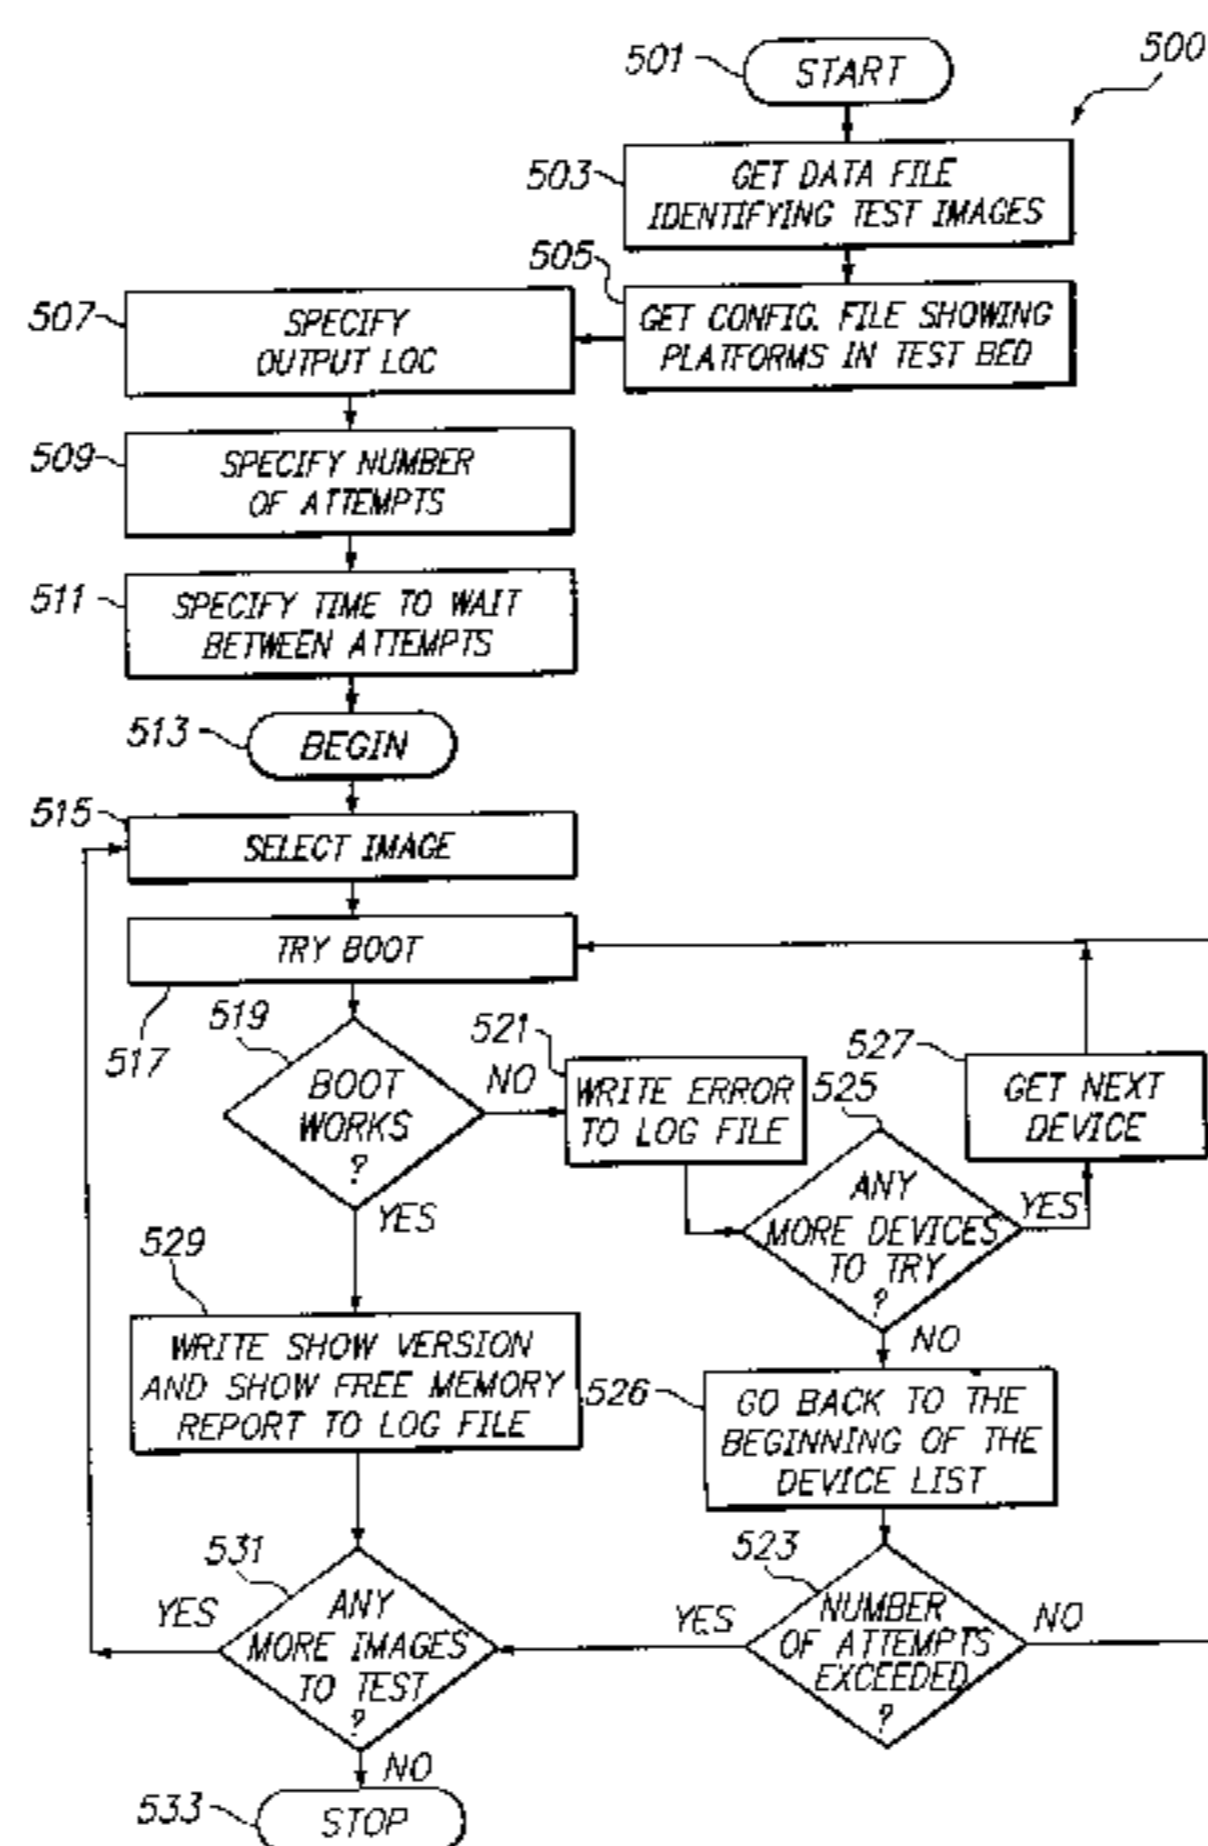 500
501
START
503
GET DATA FILE
IDENTIFYING TEST IMAGES
505
GET CONFIG. FILE SHOWING
PLATFORMS IN TEST BED
507
SPECIFY
OUTPUT LOC
509
SPECIFY NUMBER
OF ATTEMPTS
511
SPECIFY TIME TO WAIT
BETWEEN ATTEMPTS
513
BEGIN
515
SELECT IMAGE
TRY BOOT
517
519
BOOT
WORKS
?
NO
YES
521
WRITE ERROR
TO LOG FILE
525
ANY
MORE DEVICES
TO TRY
?
YES
NO
527
GET NEXT
DEVICE
529
WRITE SHOW VERSION
AND SHOW FREE MEMORY
REPORT TO LOG FILE
526
GO BACK TO THE
BEGINNING OF THE
DEVICE LIST
523
NUMBER
OF ATTEMPTS
EXCEEDED
?
YES
NO
531
ANY
MORE IMAGES
TO TEST
?
YES
NO
533
STOP